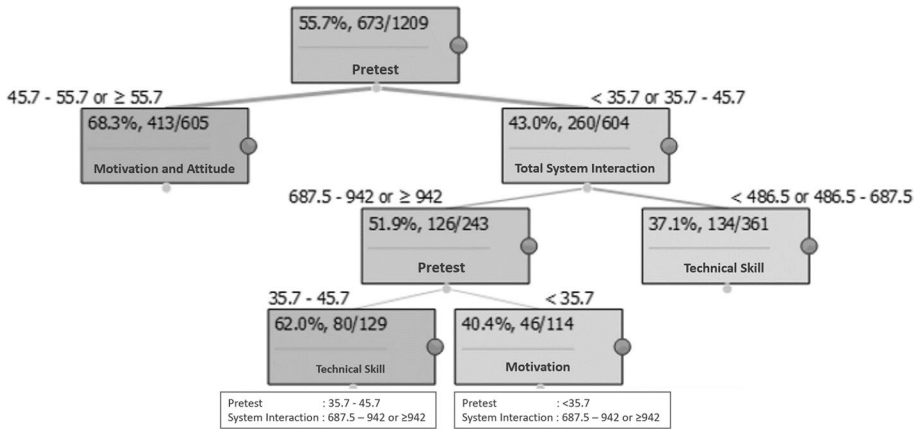 55.7%, 673/1209
Pretest
45.7 - 55.7 or ≥ 55.7
< 35.7 or 35.7 - 45.7
68.3%, 413/605
Motivation and Attitude
43.0%, 260/604
Total System Interaction
687.5 - 942 or ≥ 942
< 486.5 or 486.5 - 687.5
51.9%, 126/243
Pretest
37.1%, 134/361
Technical Skill
35.7 - 45.7
< 35.7
62.0%, 80/129
Technical Skill
40.4%, 46/114
Motivation
Pretest : 35.7 - 45.7
System Interaction : 687.5 – 942 or ≥942
Pretest : <35.7
System Interaction : 687.5 – 942 or ≥942